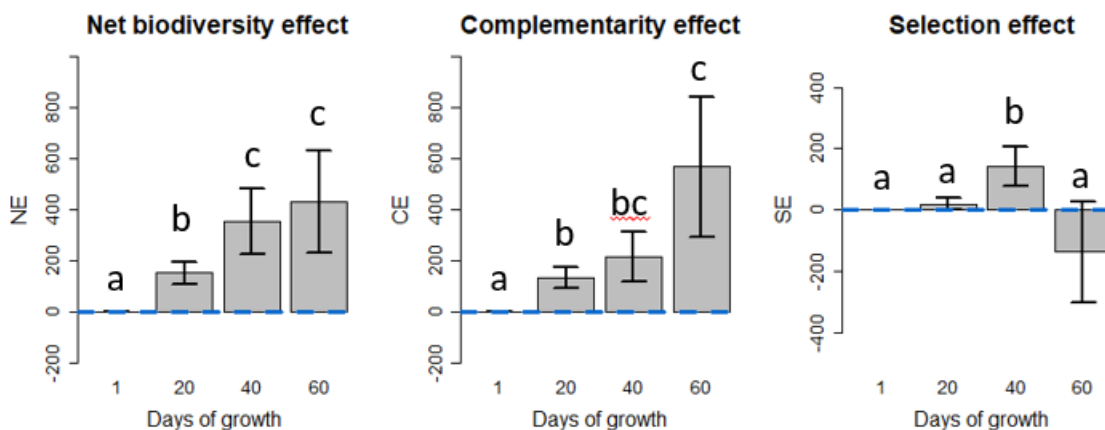 Net biodiversity effect
NE
800
600
400
200
0
-200
a
b
c
c
1 20 40 60
Days of growth
Complementarity effect
CE
800
600
400
200
0
-200
a
b
bc
c
1 20 40 60
Days of growth
Selection effect
SE
400
200
0
-200
-400
a
a
b
a
1 20 40 60
Days of growth